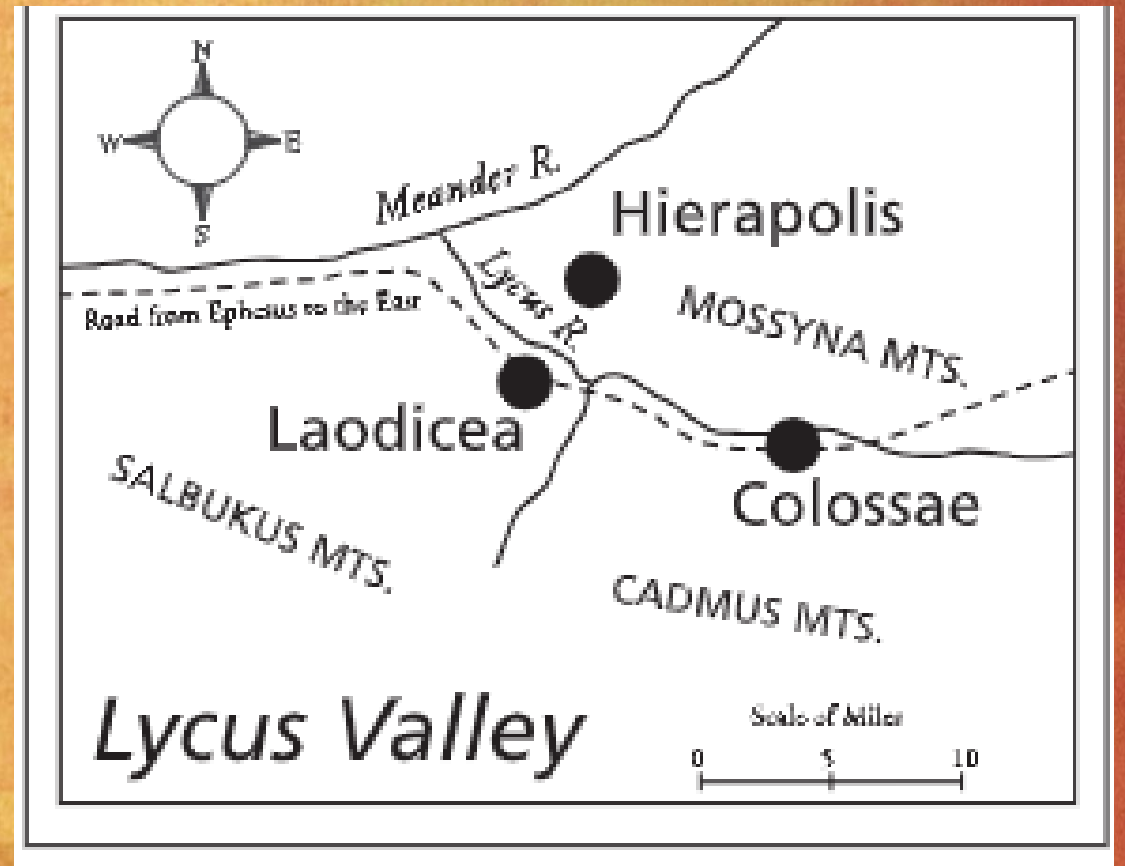 N
W E
S
Meander R.
Hierapolis
Lycus R.
MOSSYNA MTS.
Road from Ephesus to the East
Laodicea
Colossae
SALBUKUS MTS.
CADMUS MTS.
Lycus Valley
Scale of Miles
0 5 10